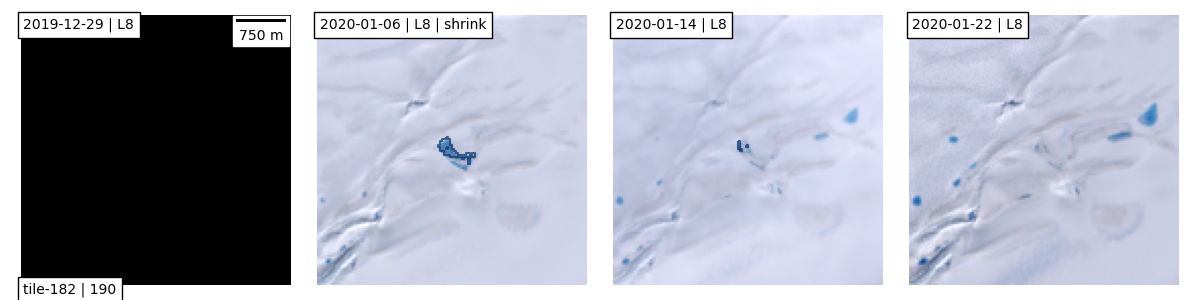 2019-12-29 | L8
750 m
2020-01-06 | L8 | shrink
2020-01-14 | L8
2020-01-22 | L8
tile-182 | 190